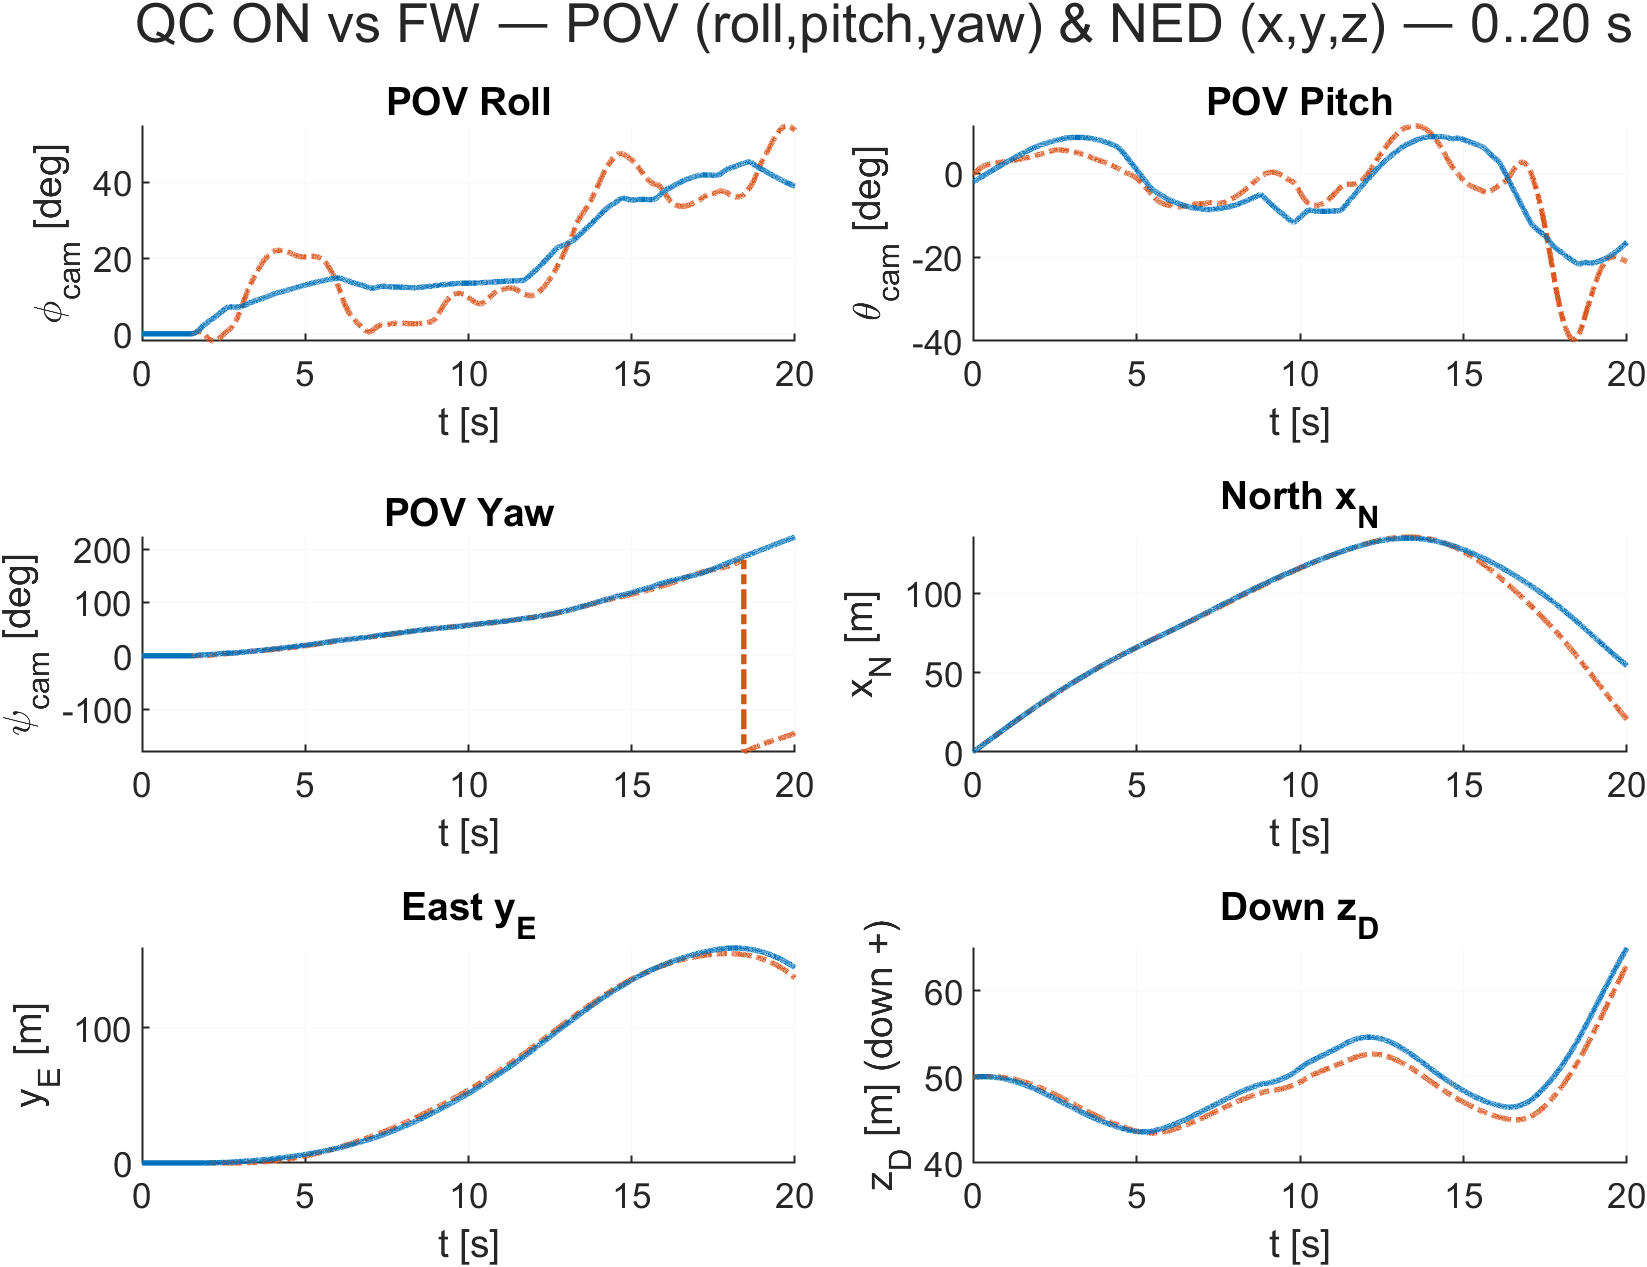 QC ON vs FW — POV (roll,pitch,yaw) & NED (x,y,z) — 0..20 s
POV Roll
ϕcam [deg]
40
20
0
0 5 10 15 20
t [s]
POV Pitch
θcam [deg]
0
-20
-40
0 5 10 15 20
t [s]
POV Yaw
ψcam [deg]
200
100
0
-100
0 5 10 15 20
t [s]
North xN
xN [m]
100
50
0
0 5 10 15 20
t [s]
East yE
yE [m]
100
0
0 5 10 15 20
t [s]
Down zD
zD [m] (down +)
60
50
40
0 5 10 15 20
t [s]